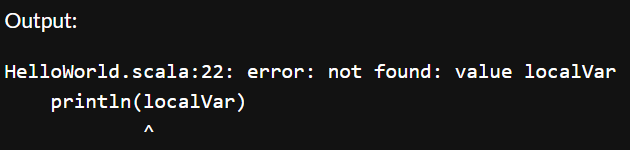 Output:
HelloWorld.scala:22: error: not found: value localVar
    println(localVar)
            ^